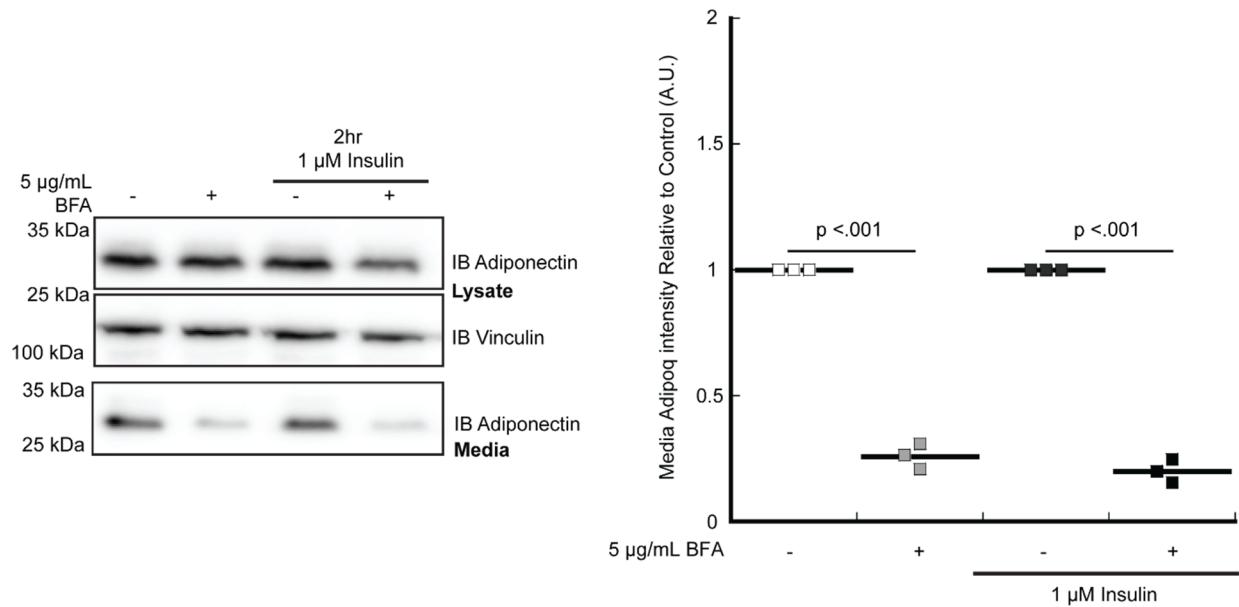 2hr
1 µM Insulin
5 µg/mL
BFA
- + - +
35 kDa
IB Adiponectin
Lysate
25 kDa
IB Vinculin
100 kDa
35 kDa
IB Adiponectin
25 kDa
Media
Media Adipoq intensity Relative to Control (A.U.)
2
1.5
1
0.5
0
p <.001
p <.001
5 µg/mL BFA - + - +
1 µM Insulin